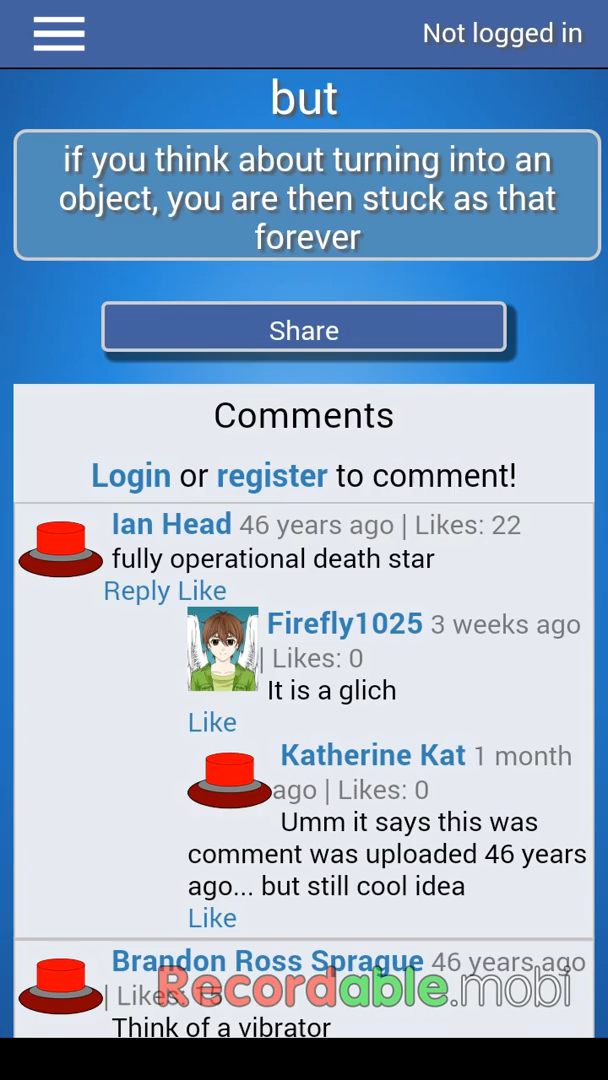 Not logged in
but
if you think about turning into an
object, you are then stuck as that
forever
Share
Comments
Login or register to comment!
Ian Head 46 years ago | Likes: 22
fully operational death star
Reply Like
Firefly1025 3 weeks ago
| Likes: 0
It is a glich
Like
Katherine Kat 1 month
ago | Likes: 0
Umm it says this was
comment was uploaded 46 years
ago... but still cool idea
Like
Brandon Ross Sprague 46 years ago
| Likes: 15
Recordable.mobi
Think of a vibrator